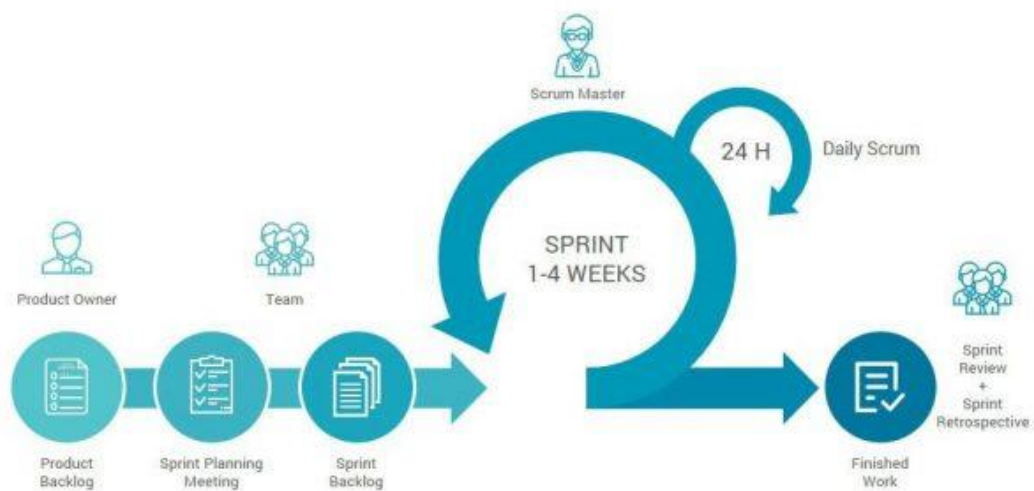 Scrum Master
24 H
Daily Scrum
SPRINT
1-4 WEEKS
Product Owner
Team
Sprint
Review
+
Sprint
Retrospective
Product
Backlog
Sprint Planning
Meeting
Sprint
Backlog
Finished
Work